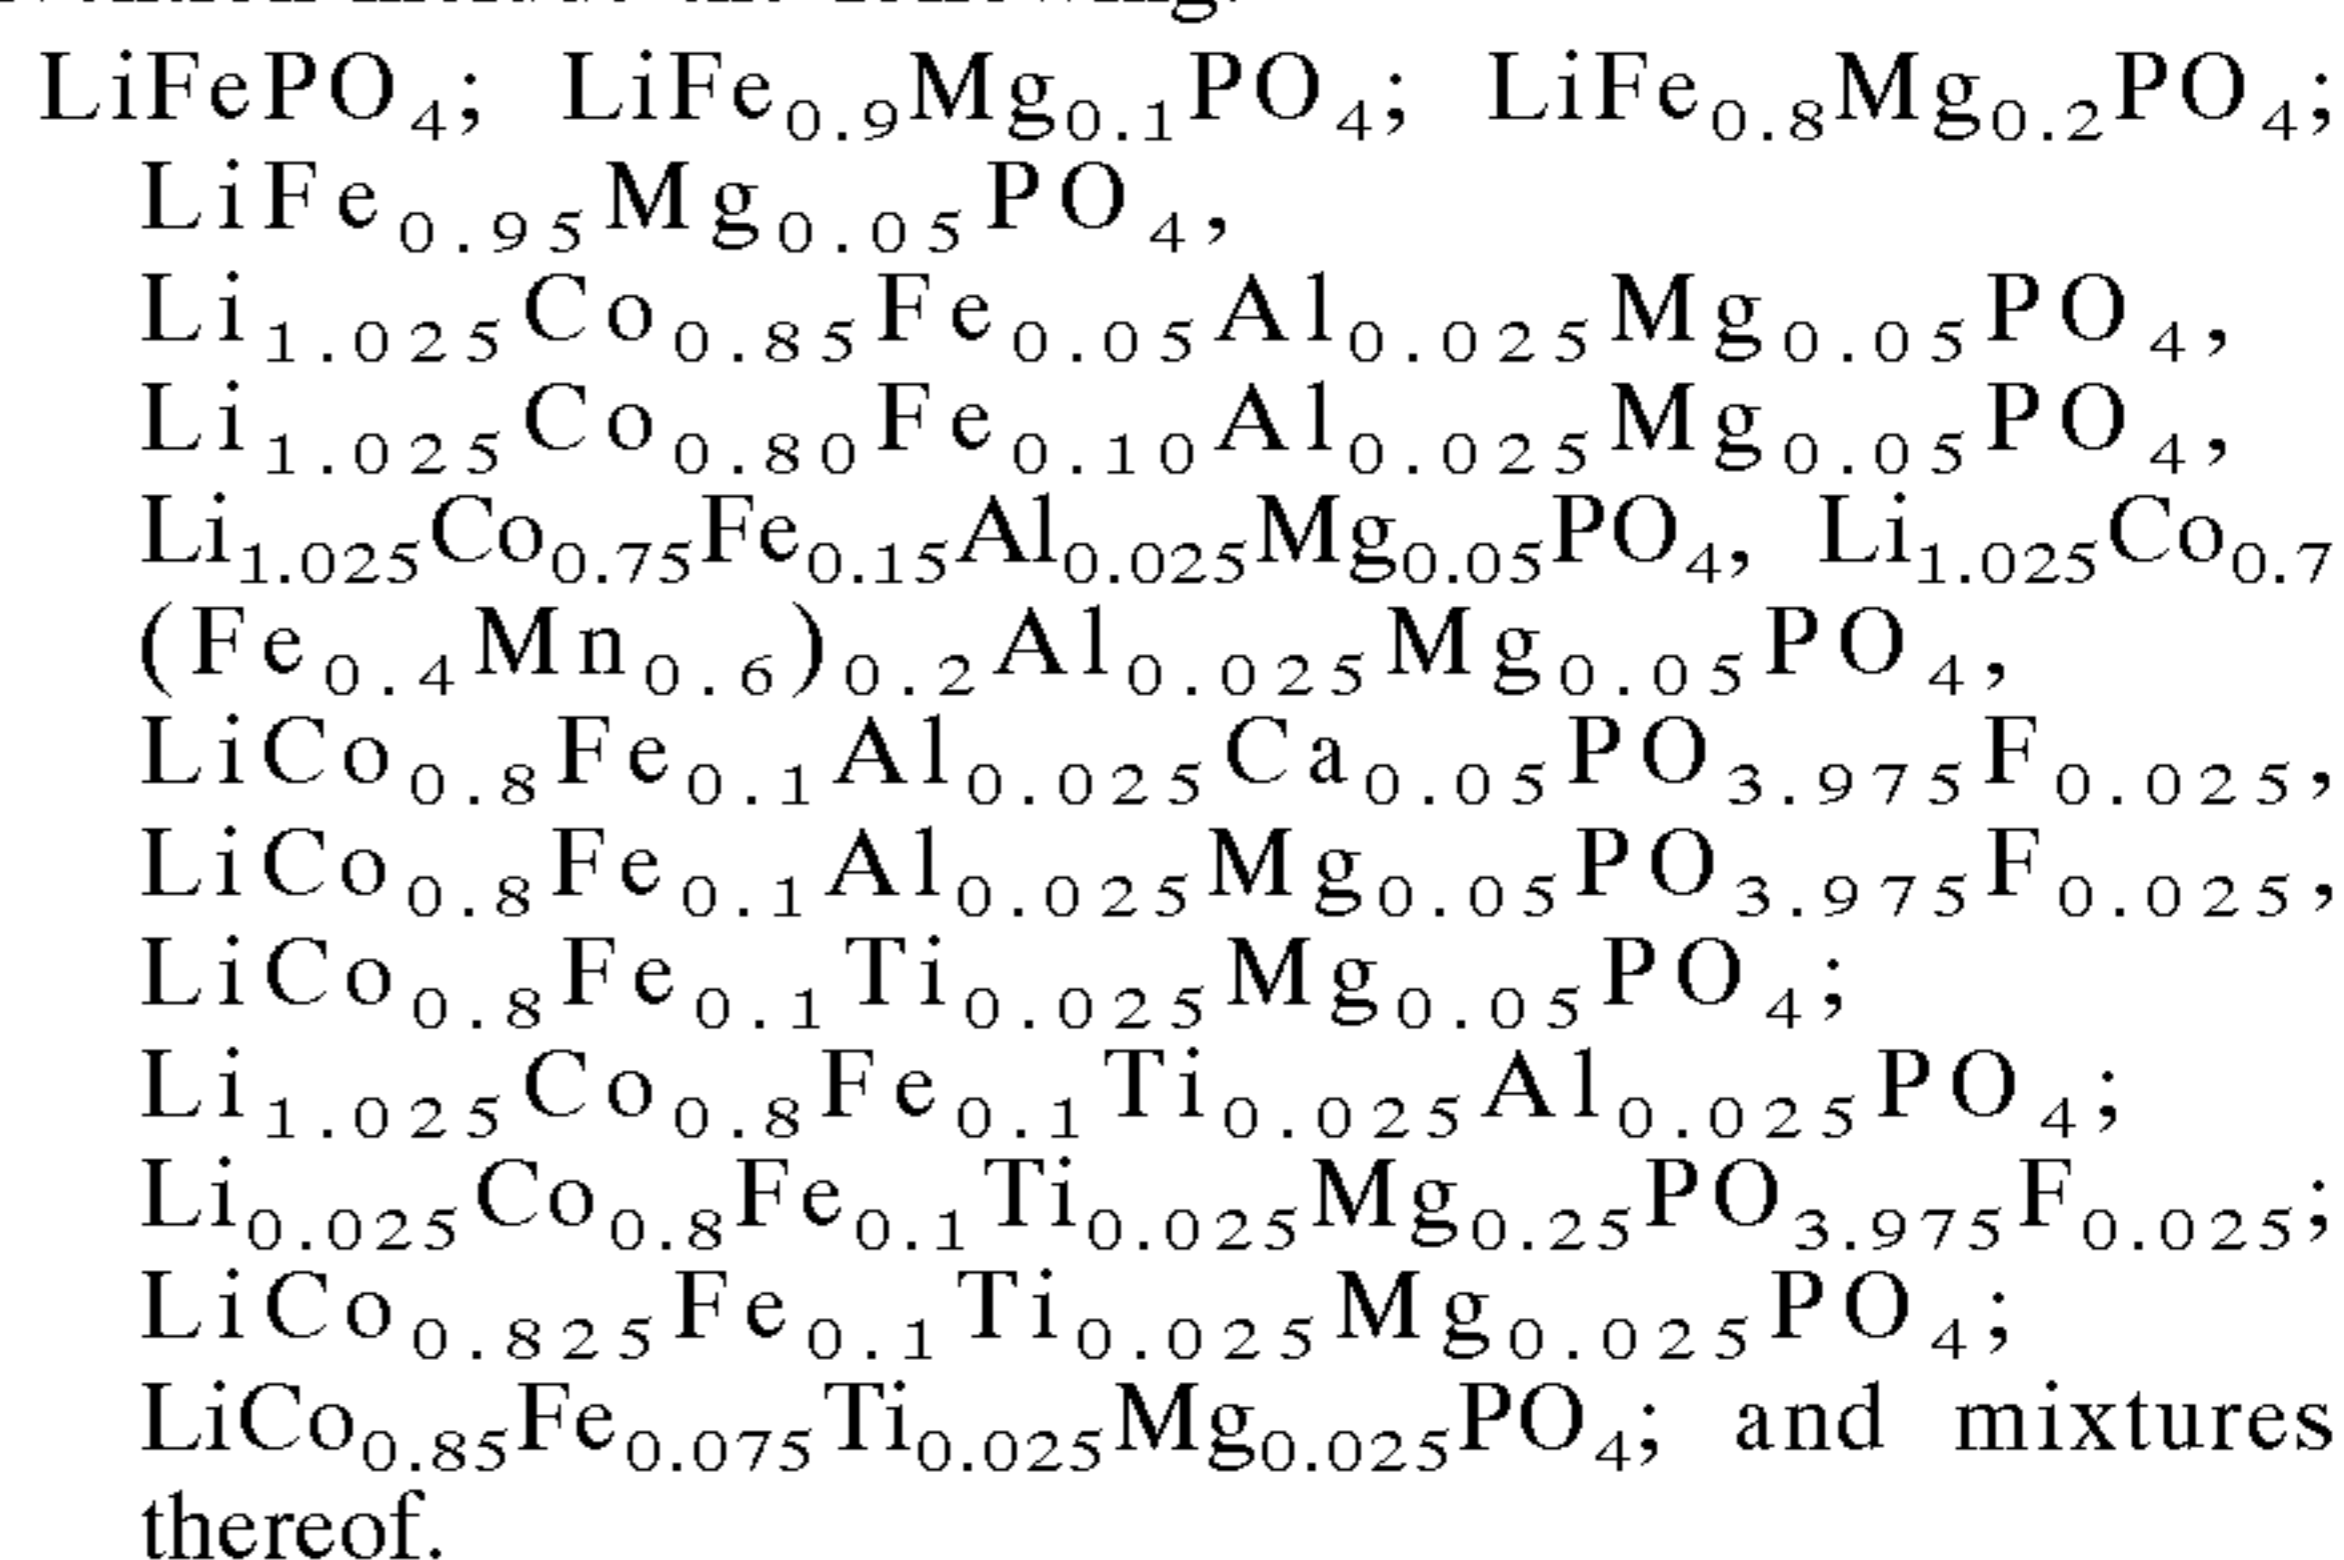 LiFePO4; LiFe0.9Mg0.1PO4; LiFe0.8Mg0.2PO4;
LiFe0.95Mg0.05PO4,
Li1.025Co0.85Fe0.05Al0.025Mg0.05PO4,
Li1.025Co0.80Fe0.10Al0.025Mg0.05PO4,
Li1.025Co0.75Fe0.15Al0.025Mg0.05PO4, Li1.025Co0.7
(Fe0.4Mn0.6)0.2Al0.025Mg0.05PO4,
LiCo0.8Fe0.1Al0.025Ca0.05PO3.975F0.025,
LiCo0.8Fe0.1Al0.025Mg0.05PO3.975F0.025,
LiCo0.8Fe0.1Ti0.025Mg0.05PO4;
Li1.025Co0.8Fe0.1Ti0.025Al0.025PO4;
Li0.025Co0.8Fe0.1Ti0.025Mg0.25PO3.975F0.025;
LiCo0.825Fe0.1Ti0.025Mg0.025PO4;
LiCo0.85Fe0.075Ti0.025Mg0.025PO4; and mixtures
thereof.